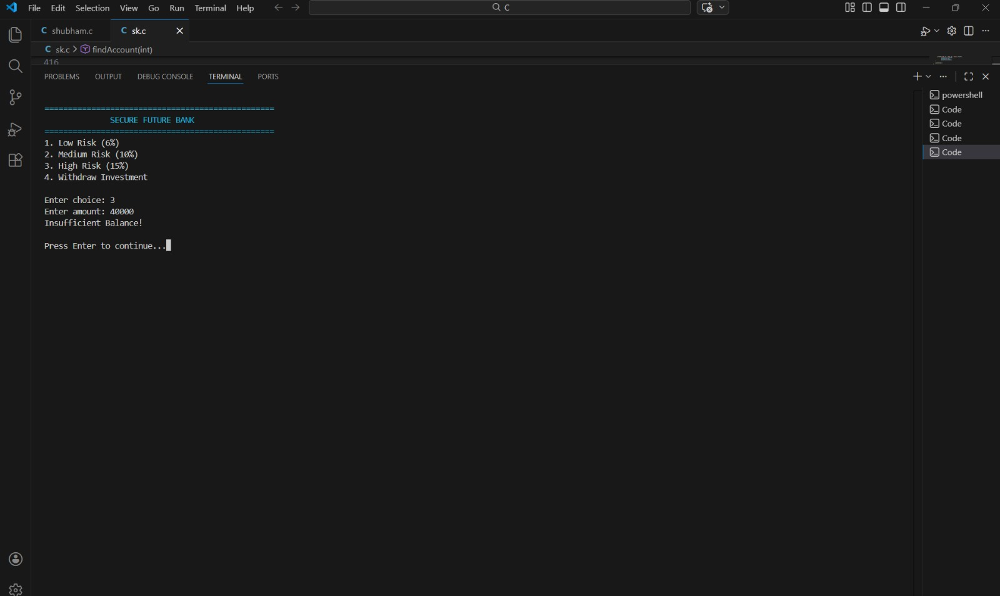 File Edit Selection View Go Run Terminal Help
C
C shubham.c
C sk.c
C sk.c > findAccount(int)
416
PROBLEMS OUTPUT DEBUG CONSOLE TERMINAL PORTS
=================================================
SECURE FUTURE BANK
=================================================
1. Low Risk (6%)
2. Medium Risk (10%)
3. High Risk (15%)
4. Withdraw Investment
Enter choice: 3
Enter amount: 40000
Insufficient Balance!
Press Enter to continue...
powershell
Code
Code
Code
Code